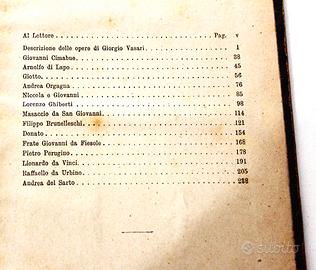 Al Lettore . . . . . . . . . . . . . . . . . . . . Pag. v
Descrizione delle opere di Giorgio Vasari . . . . . . . . . 1
Giovanni Cimabue . . . . . . . . . . . . . . . . . . 38
Arnolfo di Lapo . . . . . . . . . . . . . . . . . . . 45
Giotto . . . . . . . . . . . . . . . . . . . . . . . 56
Andrea Orgagna . . . . . . . . . . . . . . . . . . . 76
Niccola e Giovanni . . . . . . . . . . . . . . . . . . 85
Lorenzo Ghiberti . . . . . . . . . . . . . . . . . . . 98
Masaccio da San Giovanni . . . . . . . . . . . . . . . 114
Filippo Brunelleschi . . . . . . . . . . . . . . . . . . 121
Donato . . . . . . . . . . . . . . . . . . . . . . . 154
Frate Giovanni da Fiesole . . . . . . . . . . . . . . . 168
Pietro Perugino . . . . . . . . . . . . . . . . . . . 178
Lionardo da Vinci . . . . . . . . . . . . . . . . . . 191
Raffaello da Urbino . . . . . . . . . . . . . . . . . . 205
Andrea del Sarto . . . . . . . . . . . . . . . . . . . 238
subito